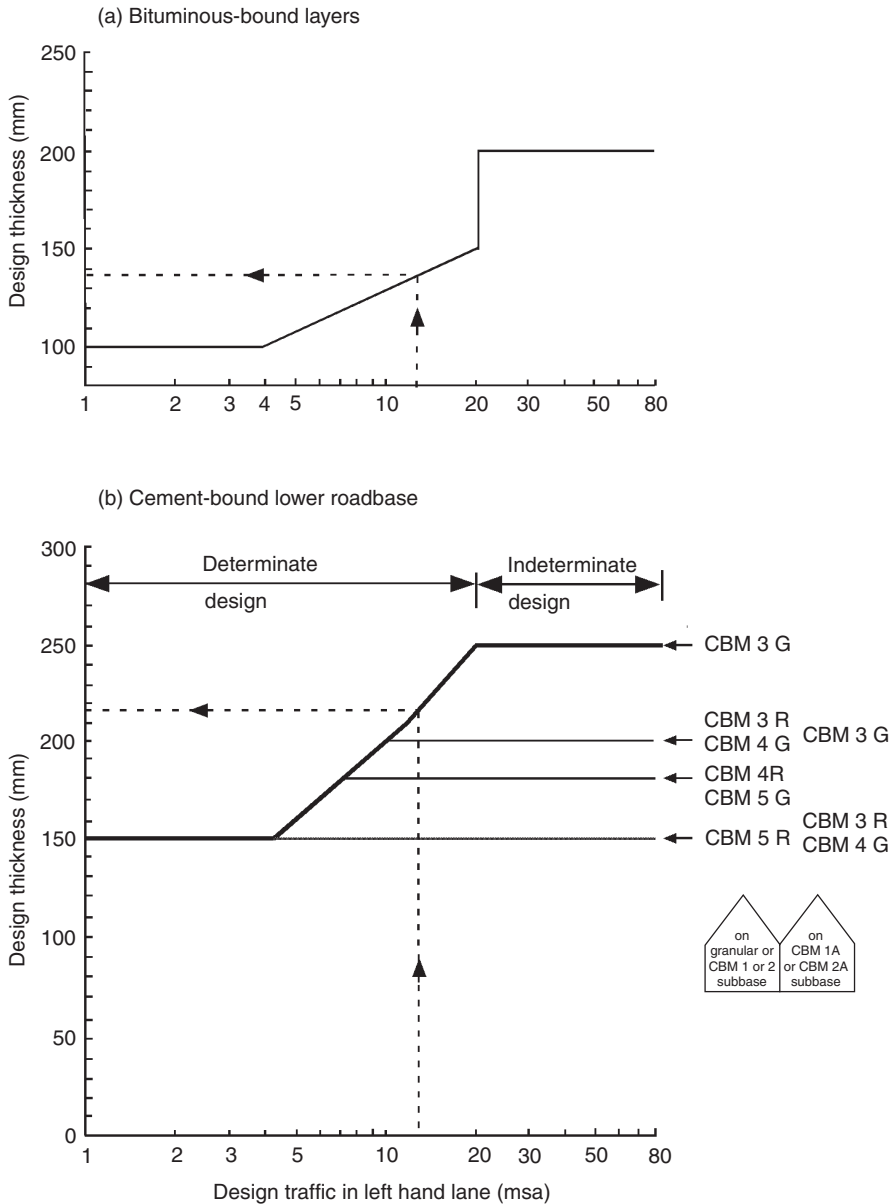 (a) Bituminous-bound layers
250
200
150
100
Design thickness (mm)
1 2 3 4 5 10 20 30 50 80
(b) Cement-bound lower roadbase
300
250
200
150
100
50
0
Design thickness (mm)
Determinate
design
Indeterminate
design
CBM 3 G
CBM 3 R
CBM 4 G
CBM 3 G
CBM 4R
CBM 5 G
CBM 5 R
CBM 3 R
CBM 4 G
on
granular or
CBM 1 or 2
subbase
on
CBM 1A
or CBM 2A
subbase
1 2 3 5 10 20 30 50 80
Design traffic in left hand lane (msa)